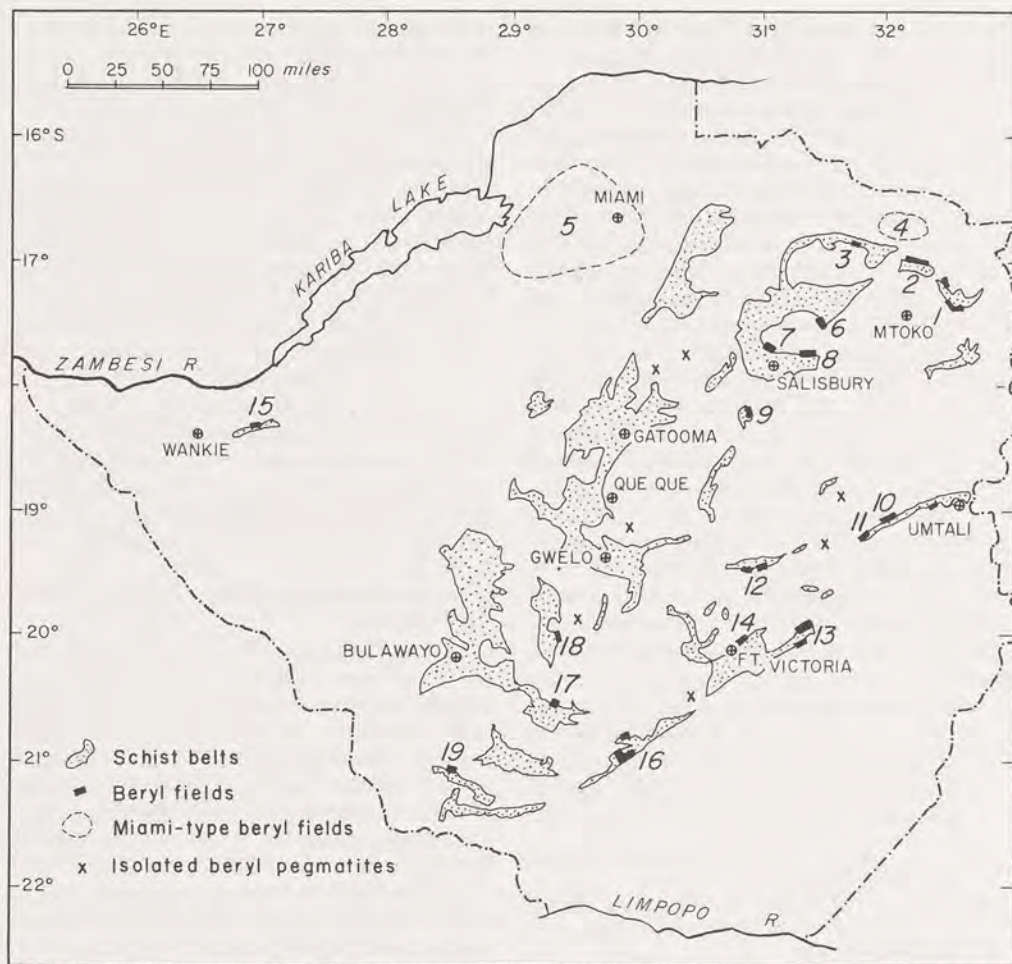 26°E 27° 28° 29° 30° 31° 32°
0 25 50 75 100 miles
16°S
KARIBA LAKE
MIAMI
5
4
3
17°
2
MTOKO
1
6
7
8
SALISBURY
ZAMBESI R.
15
WANKIE
9
GATOOMA
QUE QUE
19°
10
11
UMTALI
GWELO
12
20°
14
13
FT. VICTORIA
18
BULAWAYO
17
21°
16
19
Schist belts
Beryl fields
Miami-type beryl fields
x Isolated beryl pegmatites
22°
LIMPOPO R.